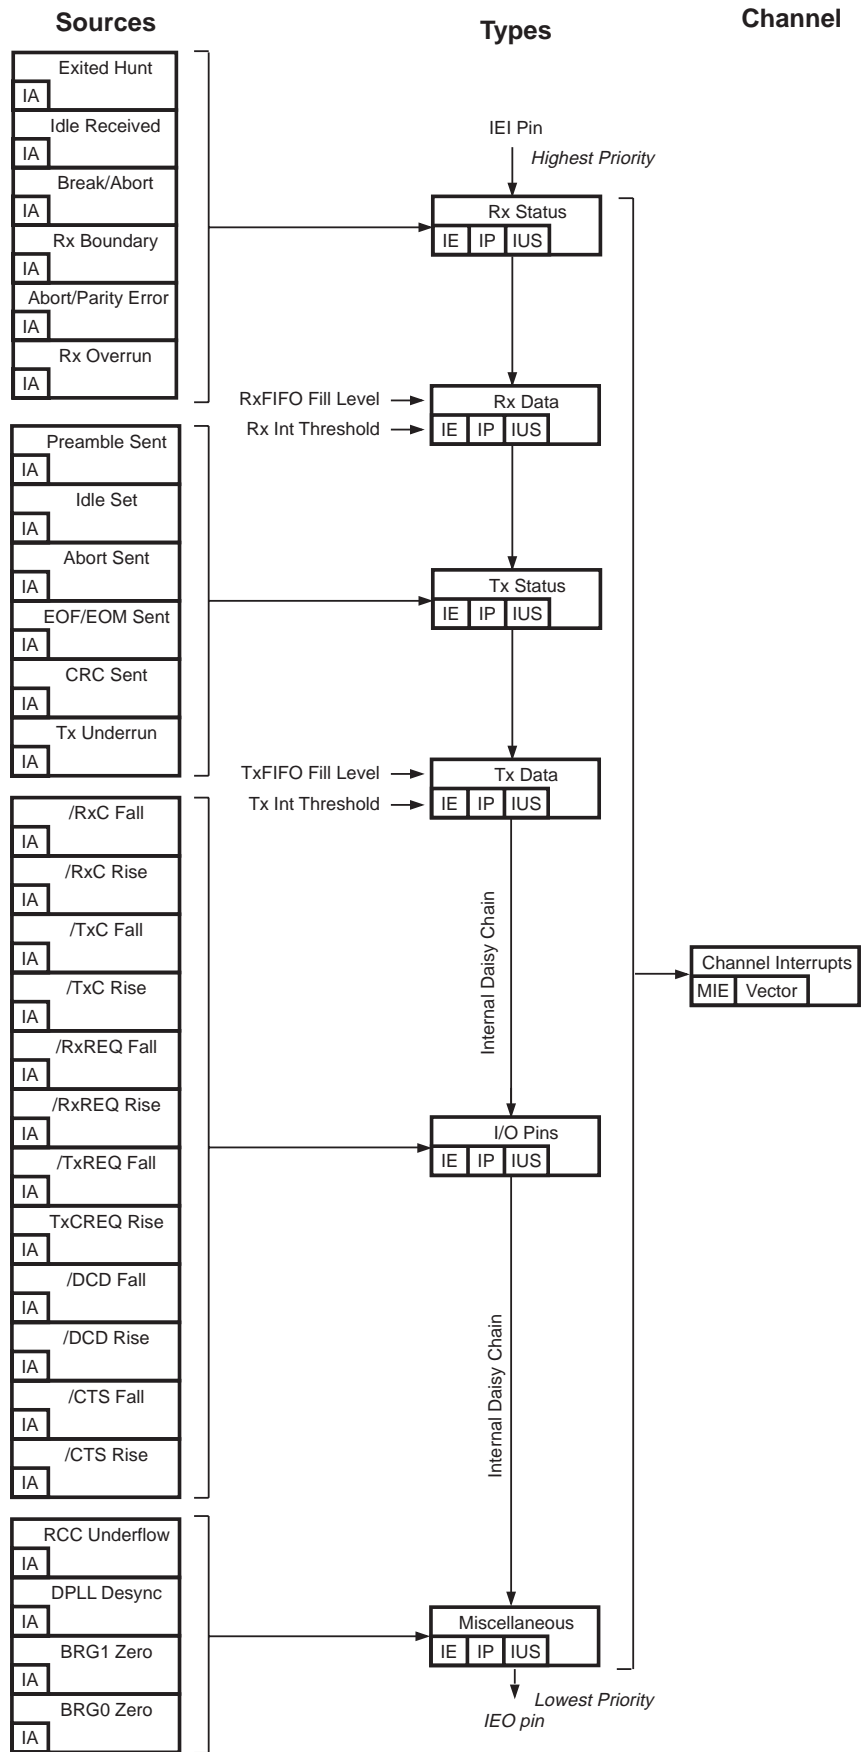 Sources
Types
Channel
Exited Hunt
IA
Idle Received
IA
Break/Abort
IA
Rx Boundary
IA
Abort/Parity Error
IA
Rx Overrun
IA
Preamble Sent
IA
Idle Set
IA
Abort Sent
IA
EOF/EOM Sent
IA
CRC Sent
IA
Tx Underrun
IA
/RxC Fall
IA
/RxC Rise
IA
/TxC Fall
IA
/TxC Rise
IA
/RxREQ Fall
IA
/RxREQ Rise
IA
/TxREQ Fall
IA
TxCREQ Rise
IA
/DCD Fall
IA
/DCD Rise
IA
/CTS Fall
IA
/CTS Rise
IA
RCC Underflow
IA
DPLL Desync
IA
BRG1 Zero
IA
BRG0 Zero
IA
IEI Pin
Highest Priority
Rx Status
IE IP IUS
RxFIFO Fill Level
Rx Int Threshold
Rx Data
IE IP IUS
Tx Status
IE IP IUS
TxFIFO Fill Level
Tx Int Threshold
Tx Data
IE IP IUS
Internal Daisy Chain
I/O Pins
IE IP IUS
Internal Daisy Chain
Miscellaneous
IE IP IUS
Lowest Priority
IEO pin
Channel Interrupts
MIE Vector